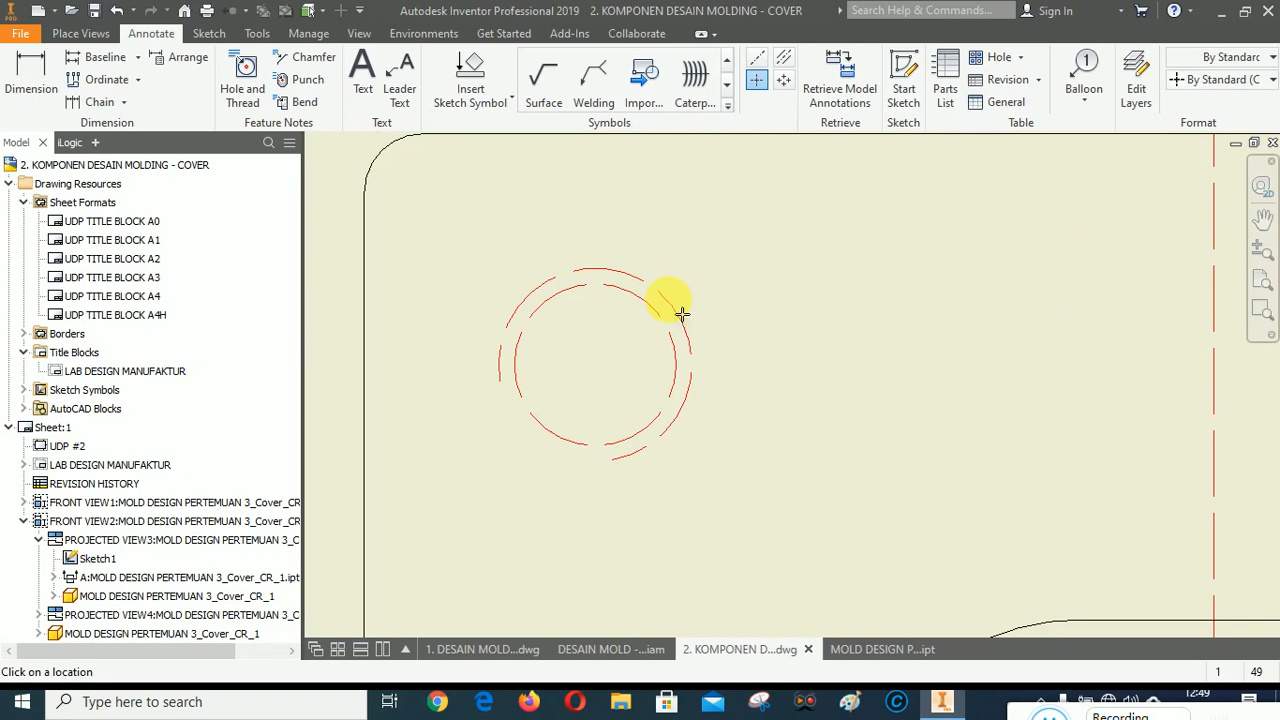 PRO
Autodesk Inventor Professional 2019 2. KOMPONEN DESAIN MOLDING - COVER
Search Help & Commands...
Sign In
File Place Views Annotate Sketch Tools Manage View Environments Get Started Add-Ins Collaborate
Dimension
Baseline
Arrange
Ordinate
Chain
Dimension
Hole and Thread
Chamfer
Punch
Bend
Feature Notes
Text
Leader Text
Text
Insert Sketch Symbol
Surface
Welding
Impor...
Caterp...
Symbols
Retrieve Model Annotations
Retrieve
Start Sketch
Sketch
Parts List
Hole
Revision
General
Table
1
Balloon
Edit Layers
By Standarc
By Standard (C
Format
Model
iLogic
2. KOMPONEN DESAIN MOLDING - COVER
Drawing Resources
Sheet Formats
UDP TITLE BLOCK A0
UDP TITLE BLOCK A1
UDP TITLE BLOCK A2
UDP TITLE BLOCK A3
UDP TITLE BLOCK A4
UDP TITLE BLOCK A4H
Borders
Title Blocks
LAB DESIGN MANUFAKTUR
Sketch Symbols
AutoCAD Blocks
Sheet:1
UDP #2
LAB DESIGN MANUFAKTUR
REVISION HISTORY
FRONT VIEW1:MOLD DESIGN PERTEMUAN 3_Cover_CR_
FRONT VIEW2:MOLD DESIGN PERTEMUAN 3_Cover_CR_
PROJECTED VIEW3:MOLD DESIGN PERTEMUAN 3_C
Sketch1
A:MOLD DESIGN PERTEMUAN 3_Cover_CR_1.ipt
MOLD DESIGN PERTEMUAN 3_Cover_CR_1
PROJECTED VIEW4:MOLD DESIGN PERTEMUAN 3_C
MOLD DESIGN PERTEMUAN 3_Cover_CR_1
2D
1. DESAIN MOLD...dwg
DESAIN MOLD -...iam
2. KOMPONEN D...dwg
MOLD DESIGN P...ipt
Click on a location
1
49
Type here to search
12:49
Recording